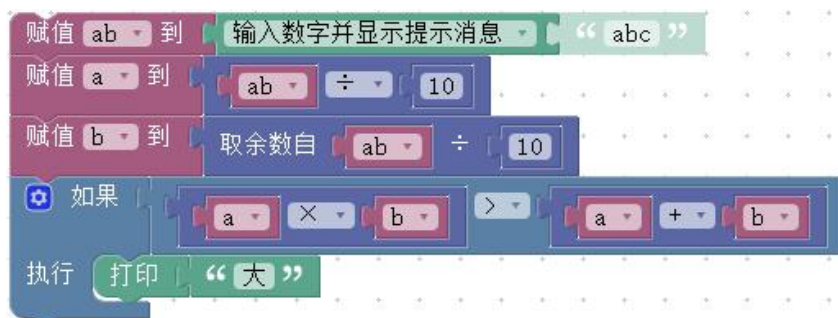 赋值 ab 到 输入数字并显示提示消息 “ abc ”
赋值 a 到 ab ÷ 10
赋值 b 到 取余数自 ab ÷ 10
如果 a × b > a + b
执行 打印 “ 大 ”